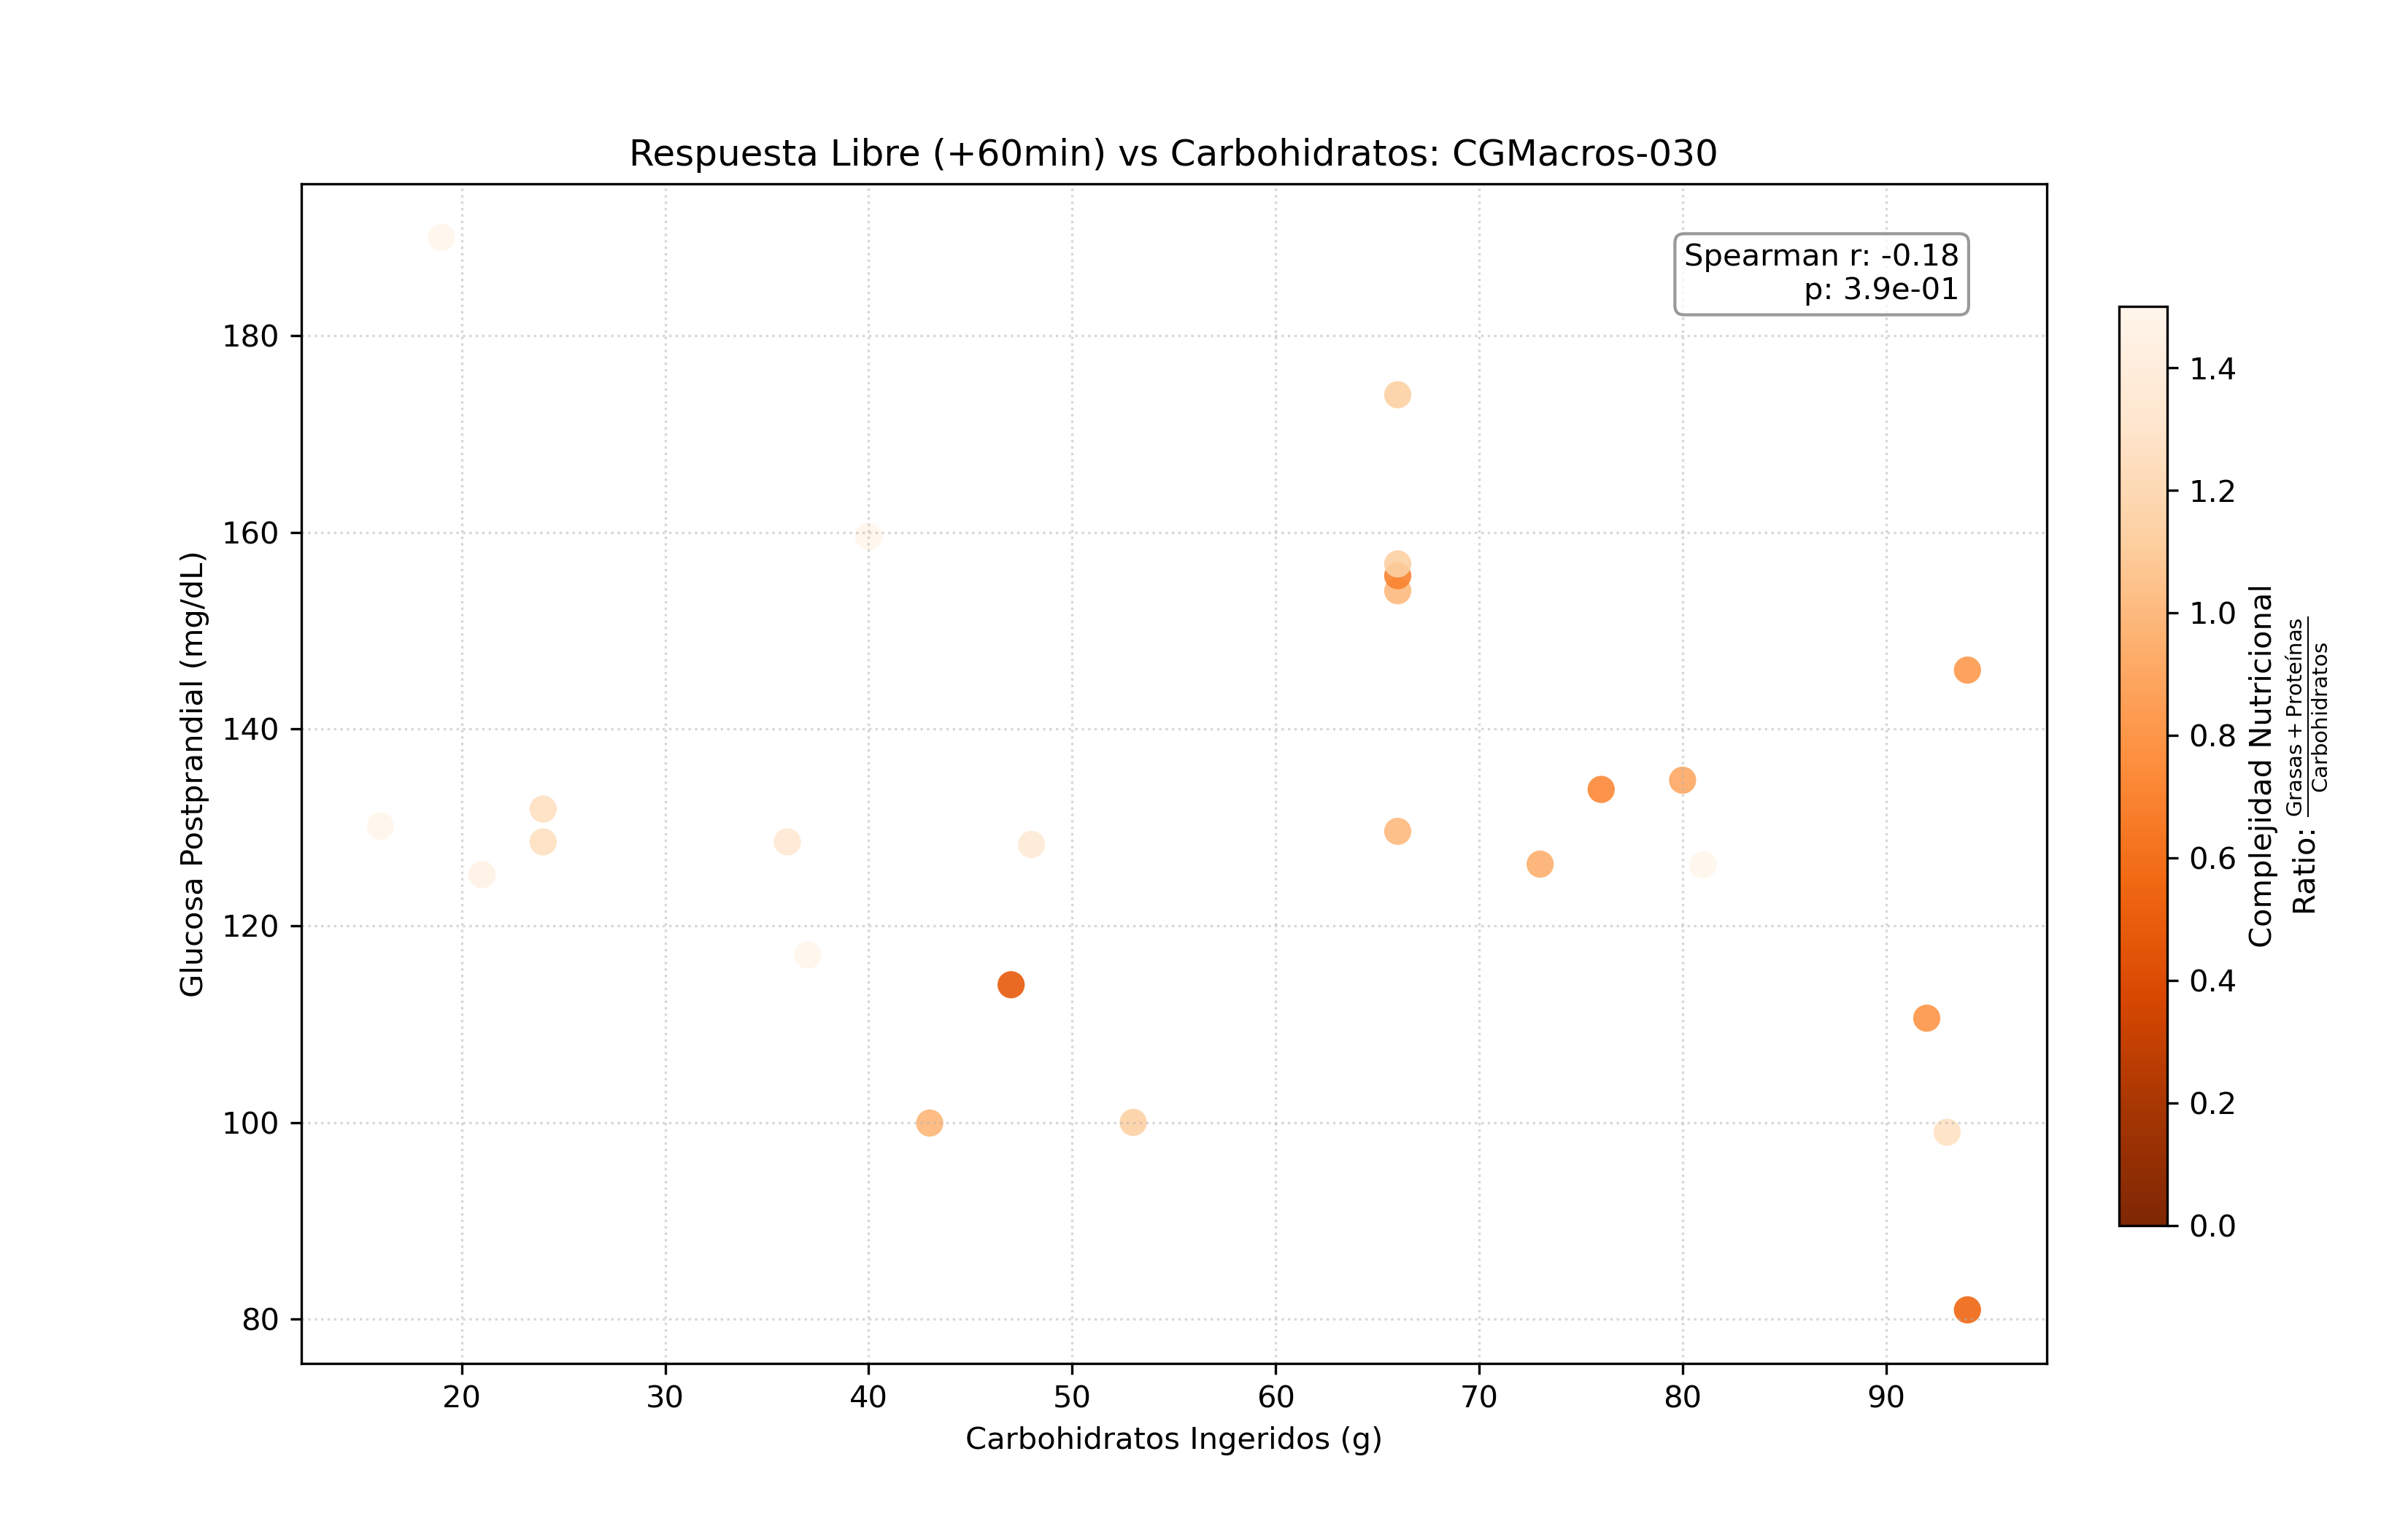 Respuesta Libre (+60min) vs Carbohidratos: CGMacros-030
Spearman r: -0.18
p: 3.9e-01
Glucosa Postprandial (mg/dL)
180
160
140
120
100
80
20
30
40
50
60
70
80
90
Carbohidratos Ingeridos (g)
1.4
1.2
1.0
0.8
0.6
0.4
0.2
0.0
Complejidad Nutricional
Ratio: Grasas + Proteínas
Carbohidratos